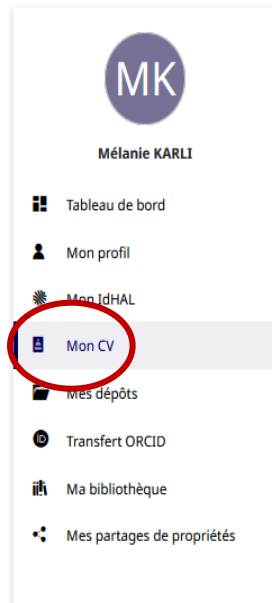 MK
Mélanie KARLI
Tableau de bord
Mon profil
Mon IdHAL
Mon CV
Mes dépôts
iD Transfert ORCID
Ma bibliothèque
Mes partages de propriétés